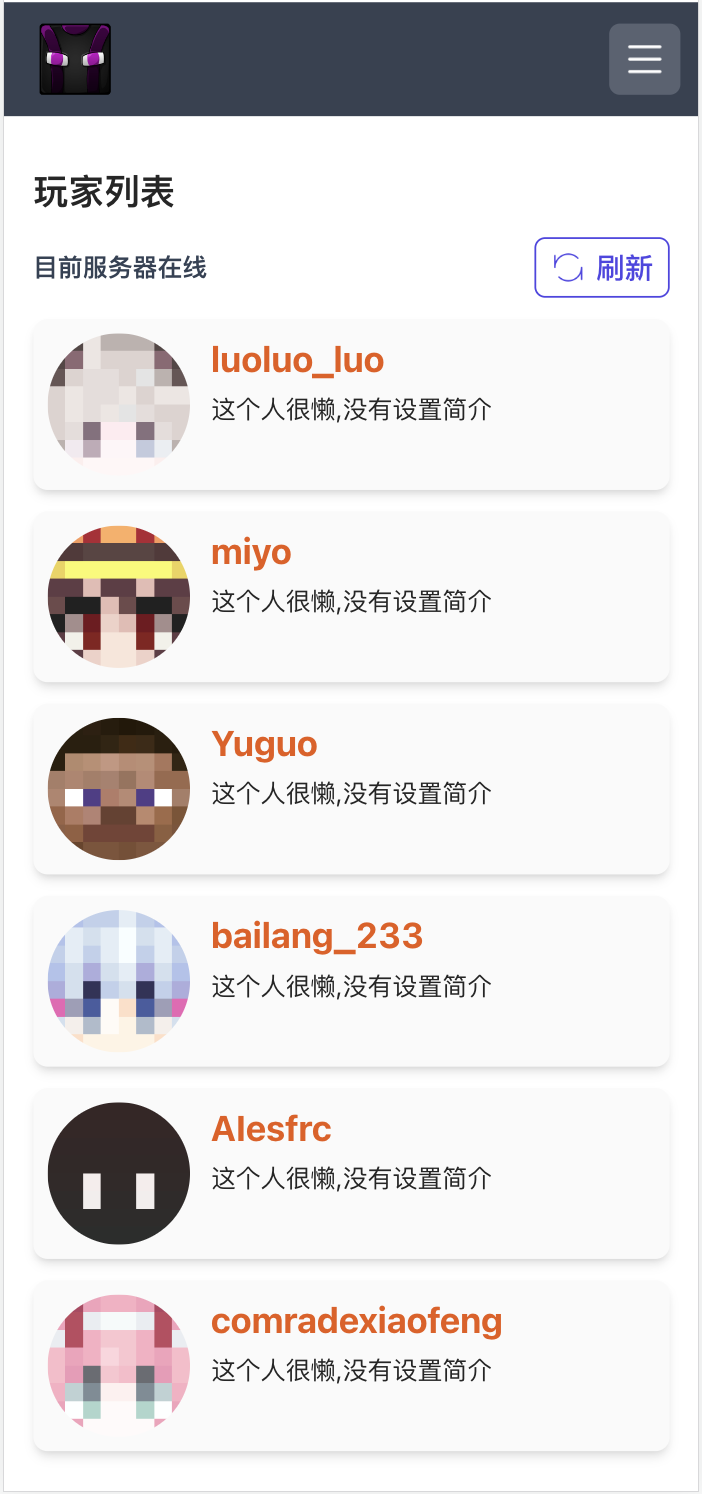 玩家列表
目前服务器在线
刷新
luoluo_luo
这个人很懒,没有设置简介
miyo
这个人很懒,没有设置简介
Yuguo
这个人很懒,没有设置简介
bailang_233
这个人很懒,没有设置简介
Alesfrc
这个人很懒,没有设置简介
comradexiaofeng
这个人很懒,没有设置简介